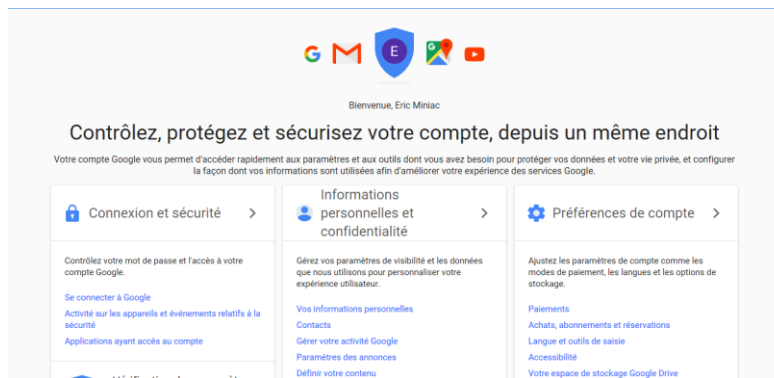 E
Bienvenue, Eric Miniac
Contrôlez, protégez et sécurisez votre compte, depuis un même endroit
Votre compte Google vous permet d'accéder rapidement aux paramètres et aux outils dont vous avez besoin pour protéger vos données et votre vie privée, et configurer
la façon dont vos informations sont utilisées afin d'améliorer votre expérience des services Google.
Connexion et sécurité
Contrôlez votre mot de passe et l'accès à votre
compte Google.
Se connecter à Google
Activité sur les appareils et événements relatifs à la
sécurité
Applications ayant accès au compte
Informations
personnelles et
confidentialité
Gérez vos paramètres de visibilité et les données
que nous utilisons pour personnaliser votre
expérience utilisateur.
Vos informations personnelles
Contacts
Gérer votre activité Google
Paramètres des annonces
Définir votre contenu
Préférences de compte
Ajustez les paramètres de compte comme les
modes de paiement, les langues et les options de
stockage.
Paiements
Achats, abonnements et réservations
Langue et outils de saisie
Accessibilité
Votre espace de stockage Google Drive